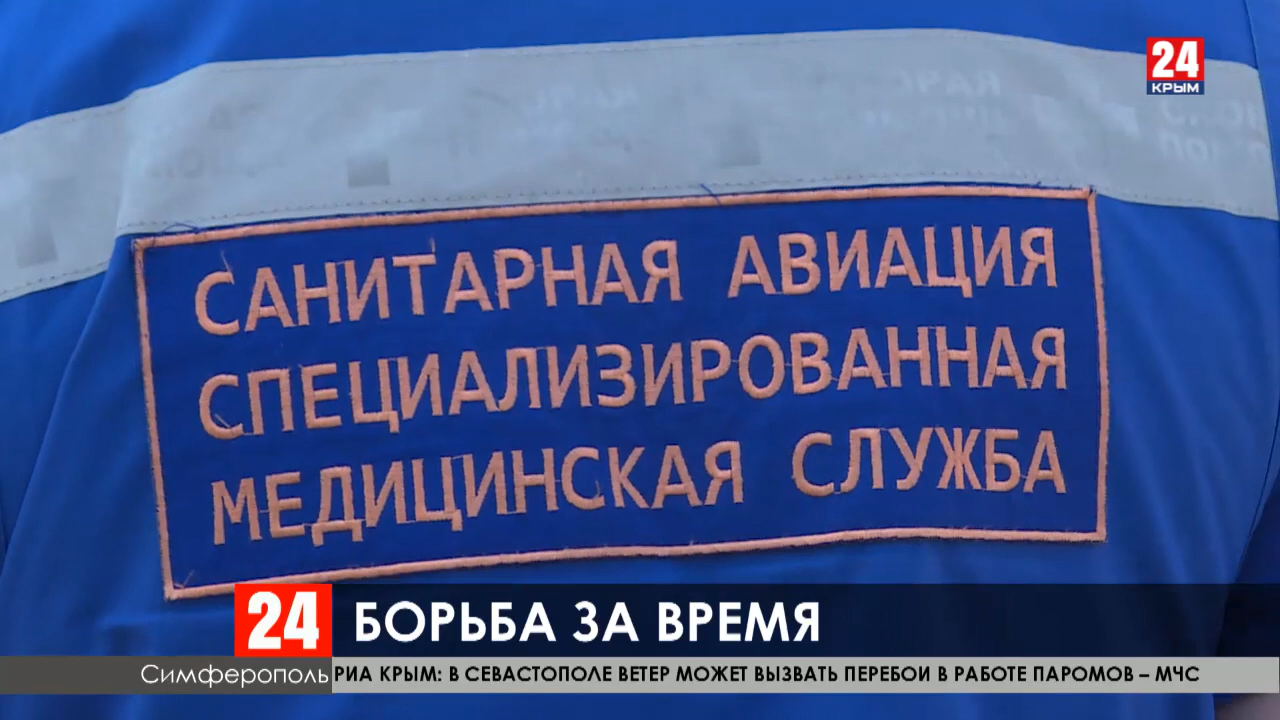 24
КРЫМ
САНИТАРНАЯ АВИАЦИЯ
СПЕЦИАЛИЗИРОВАННАЯ
МЕДИЦИНСКАЯ СЛУЖБА
24 БОРЬБА ЗА ВРЕМЯ
Симферополь РИА КРЫМ: В СЕВАСТОПОЛЕ ВЕТЕР МОЖЕТ ВЫЗВАТЬ ПЕРЕБОИ В РАБОТЕ ПАРОМОВ – МЧС